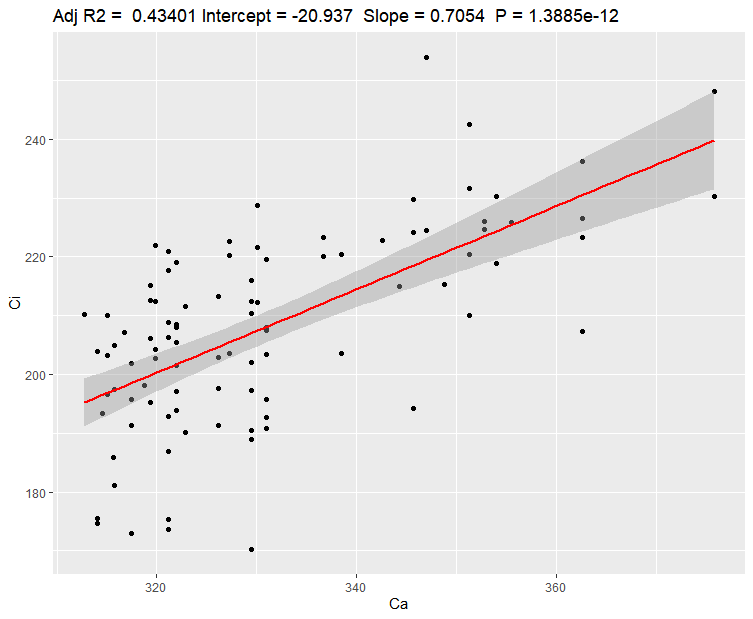 Adj R2 =  0.43401 Intercept = -20.937  Slope = 0.7054  P = 1.3885e-12
240
220
200
180
Ci
320 340 360
Ca